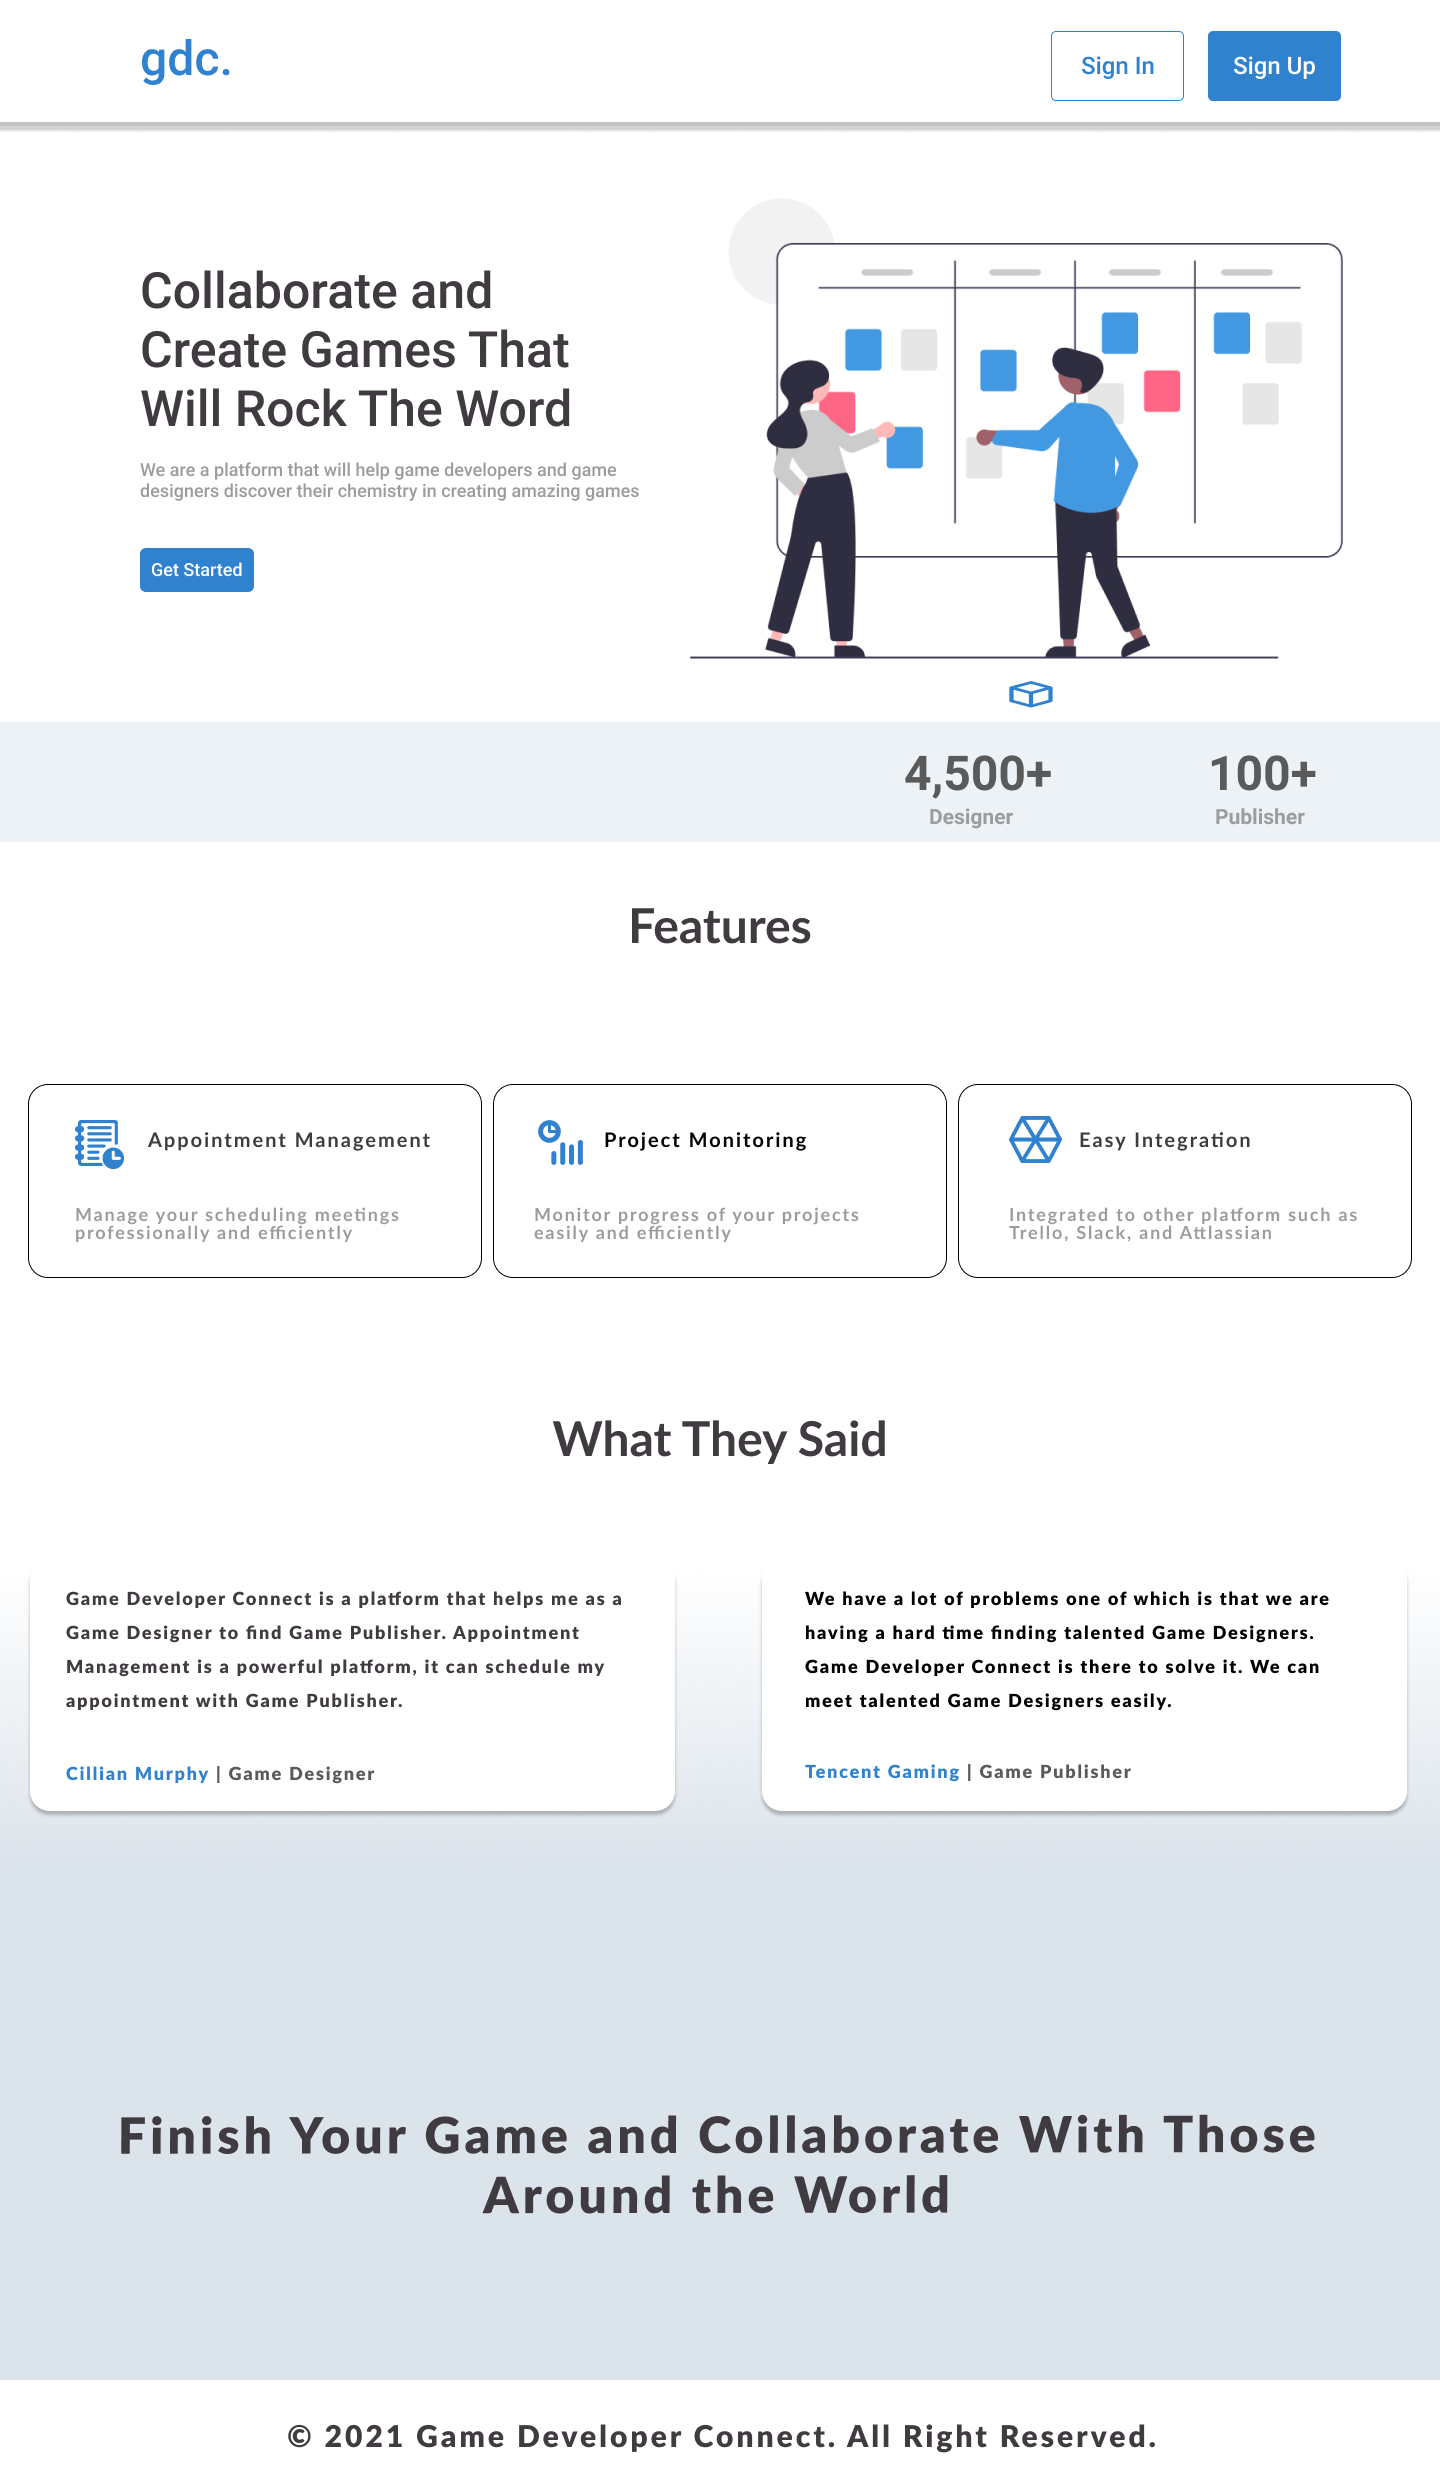 gdc.
Sign In
Sign Up
Collaborate and
Create Games That
Will Rock The Word
We are a platform that will help game developers and game
designers discover their chemistry in creating amazing games
Get Started
4,500+
Designer
100+
Publisher
Features
Appointment Management
Manage your scheduling meetings
professionally and efficiently
Project Monitoring
Monitor progress of your projects
easily and efficiently
Easy Integration
Integrated to other platform such as
Trello, Slack, and Attlassian
What They Said
Game Developer Connect is a platform that helps me as a
Game Designer to find Game Publisher. Appointment
Management is a powerful platform, it can schedule my
appointment with Game Publisher.
Cillian Murphy | Game Designer
We have a lot of problems one of which is that we are
having a hard time finding talented Game Designers.
Game Developer Connect is there to solve it. We can
meet talented Game Designers easily.
Tencent Gaming | Game Publisher
Finish Your Game and Collaborate With Those
Around the World
© 2021 Game Developer Connect. All Right Reserved.